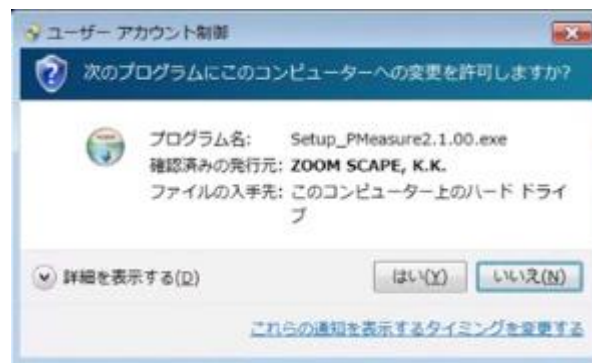 ユーザー アカウント制御
次のプログラムにこのコンピューターへの変更を許可しますか?
プログラム名: Setup_PMeasure2.1.00.exe
確認済みの発行元: ZOOM SCAPE, K.K.
ファイルの入手先: このコンピューター上のハード ドライ
ブ
詳細を表示する(D)
はい(Y)
いいえ(N)
これらの通知を表示するタイミングを変更する